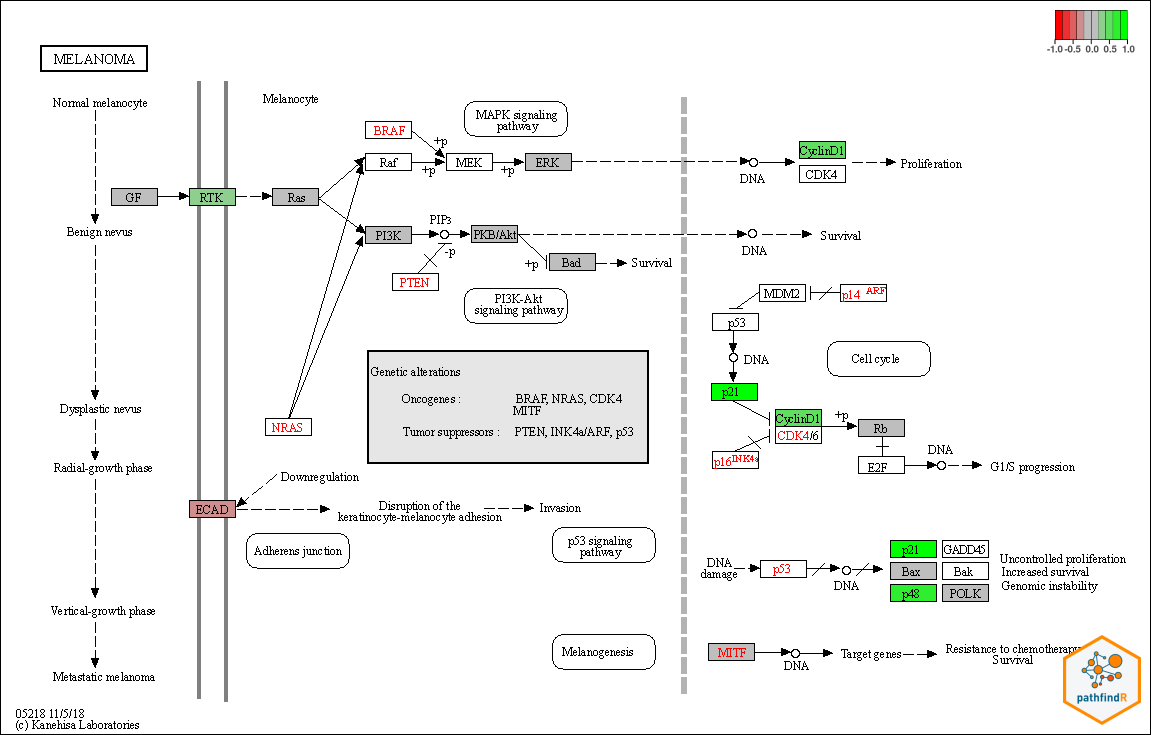 MELANOMA
-1.0 -0.5 0.0 0.5 1.0
Normal melanocyte
Melanocyte
MAPK signaling
pathway
BRAF
+p
Raf
+p
MEK
+p
ERK
DNA
CyclinD1
CDK4
Proliferation
GF
RTK
Ras
Benign nevus
PI3K
PIP3
-p
PKB/Akt
DNA
Survival
+p
Bad
Survival
PTEN
PI3K-Akt
signaling pathway
MDM2
p14 ARF
p53
DNA
Cell cycle
p21
Genetic alterations
Oncogenes : BRAF, NRAS, CDK4
MITF
Tumor suppressors : PTEN, INK4a/ARF, p53
Dysplastic nevus
NRAS
CyclinD1
+p
CDK4/6
Rb
p16INK4a
E2F
DNA
G1/S progression
Radial-growth phase
Downregulation
ECAD
Disruption of the
keratinocyte-melanocyte adhesion
Invasion
Adherens junction
p53 signaling
pathway
DNA
damage
p53
DNA
p21
GADD45
Bax
Bak
p48
POLK
Uncontrolled proliferation
Increased survival
Genomic instability
Vertical-growth phase
Melanogenesis
MITF
DNA
Target genes
Resistance to chemotherapy
Survival
Metastatic melanoma
pathfindR
05218 11/5/18
(c) Kanehisa Laboratories